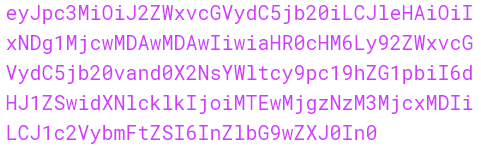 eyJpc3MiOiJ2ZWxvcGVydC5jb20iLCJleHAiOiI
xNDg1MjcwMDAwMDAwIiwiaHR0cHM6Ly92ZWxvcG
VydC5jb20vand0X2NsYWltcy9pc19hZG1pbiI6d
HJ1ZSwidXNlcklkIjoiMTEwMjgzNzM3MjcxMDIi
LCJ1c2VybmFtZSI6InZlbG9wZXJ0In0